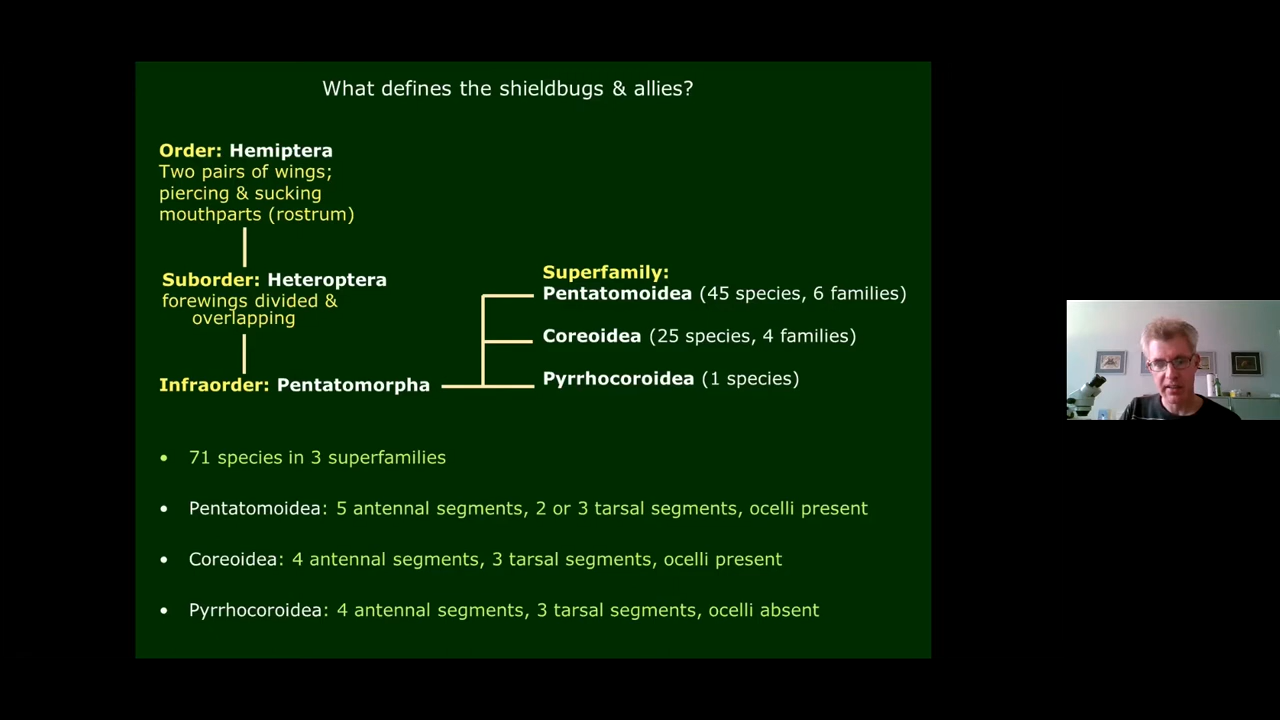 What defines the shieldbugs & allies?
Order: Hemiptera
Two pairs of wings;
piercing & sucking
mouthparts (rostrum)
Suborder: Heteroptera
forewings divided &
overlapping
Infraorder: Pentatomorpha
Superfamily:
Pentatomoidea (45 species, 6 families)
Coreoidea (25 species, 4 families)
Pyrrhocoroidea (1 species)
• 71 species in 3 superfamilies
• Pentatomoidea: 5 antennal segments, 2 or 3 tarsal segments, ocelli present
• Coreoidea: 4 antennal segments, 3 tarsal segments, ocelli present
• Pyrrhocoroidea: 4 antennal segments, 3 tarsal segments, ocelli absent